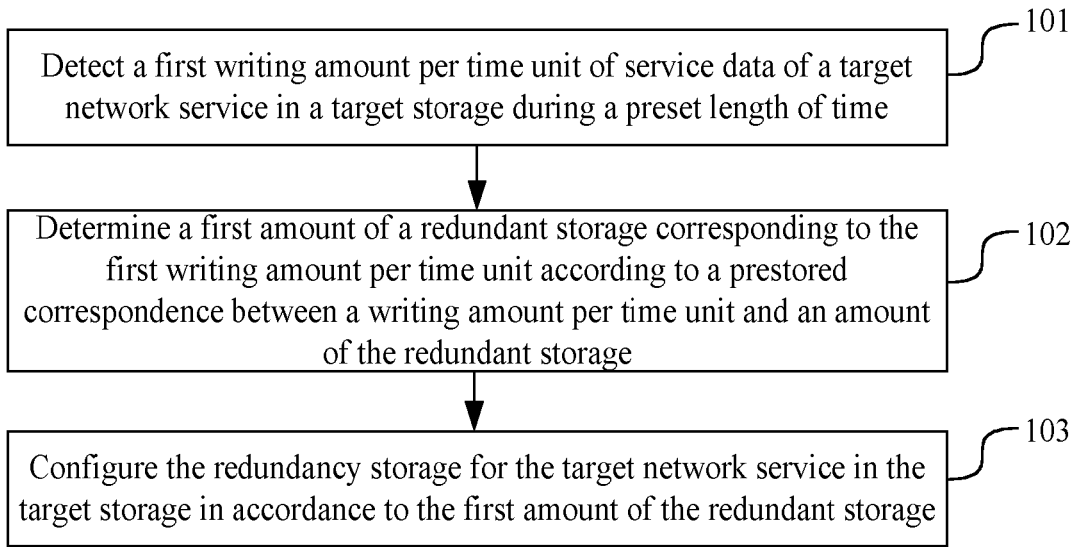 101
Detect a first writing amount per time unit of service data of a target
network service in a target storage during a preset length of time
Determine a first amount of a redundant storage corresponding to the
102
first writing amount per time unit according to a prestored
correspondence between a writing amount per time unit and an amount
of the redundant storage
103
Configure the redundancy storage for the target network service in the
target storage in accordance to the first amount of the redundant storage